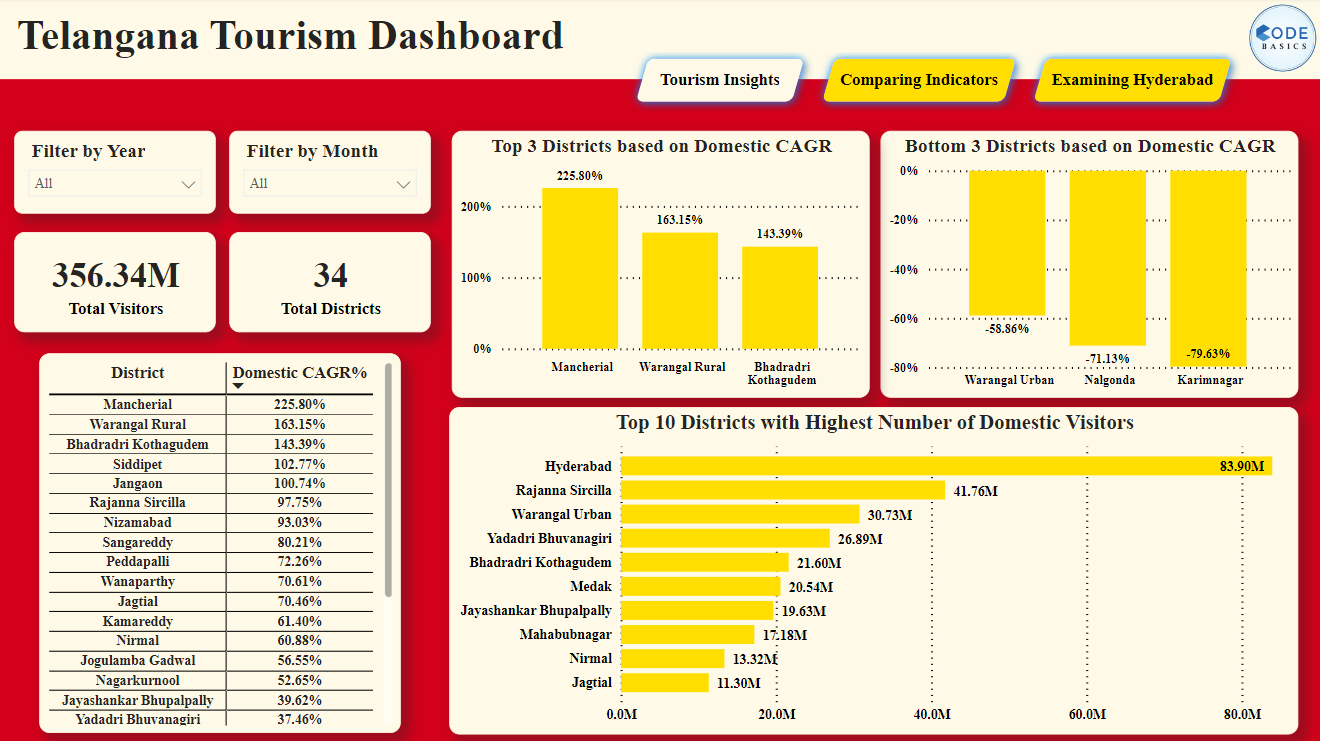 Telangana Tourism Dashboard
CODE
BASICS
Tourism Insights
Comparing Indicators
Examining Hyderabad
Filter by Year
All
Filter by Month
All
356.34M
Total Visitors
34
Total Districts
District Domestic CAGR%
Mancherial 225.80%
Warangal Rural 163.15%
Bhadradri Kothagudem 143.39%
Siddipet 102.77%
Jangaon 100.74%
Rajanna Sircilla 97.75%
Nizamabad 93.03%
Sangareddy 80.21%
Peddapalli 72.26%
Wanaparthy 70.61%
Jagtial 70.46%
Kamareddy 61.40%
Nirmal 60.88%
Jogulamba Gadwal 56.55%
Nagarkurnool 52.65%
Jayashankar Bhupalpally 39.62%
Yadadri Bhuvanagiri 37.46%
Top 3 Districts based on Domestic CAGR
225.80%
200%
163.15%
143.39%
100%
0%
Mancherial Warangal Rural Bhadradri
Kothagudem
Bottom 3 Districts based on Domestic CAGR
0%
-20%
-40%
-60%
-58.86%
-71.13%
-79.63%
-80%
Warangal Urban Nalgonda Karimnagar
Top 10 Districts with Highest Number of Domestic Visitors
Hyderabad 83.90M
Rajanna Sircilla 41.76M
Warangal Urban 30.73M
Yadadri Bhuvanagiri 26.89M
Bhadradri Kothagudem 21.60M
Medak 20.54M
Jayashankar Bhupalpally 19.63M
Mahabubnagar 17.18M
Nirmal 13.32M
Jagtial 11.30M
0.0M 20.0M 40.0M 60.0M 80.0M